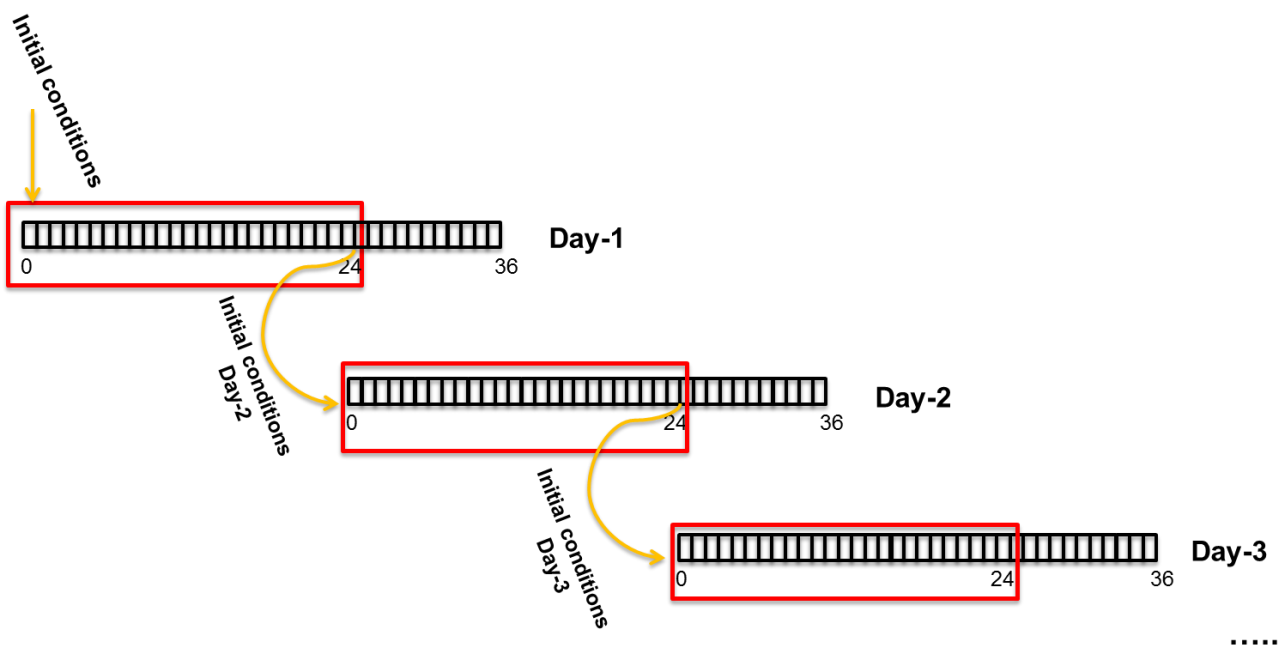 Initial conditions
0
24
36
Day-1
Initial conditions
Day-2
0
24
36
Day-2
Initial conditions
Day-3
0
24
36
Day-3
.....